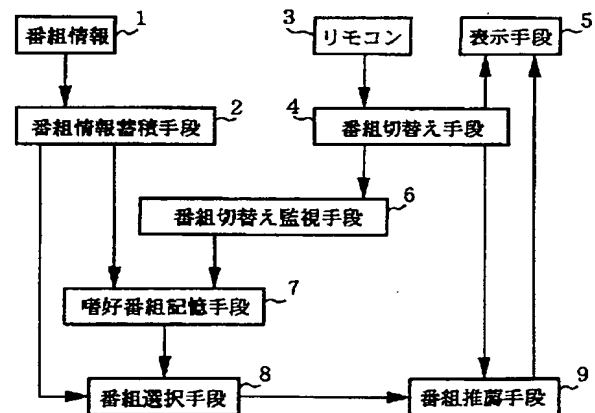 番組情報 1
リモコン 3
表示手段 5
番組情報蓄積手段 2
番組切替え手段 4
番組切替え監視手段 6
嗜好番組記憶手段 7
番組選択手段 8
番組推薦手段 9